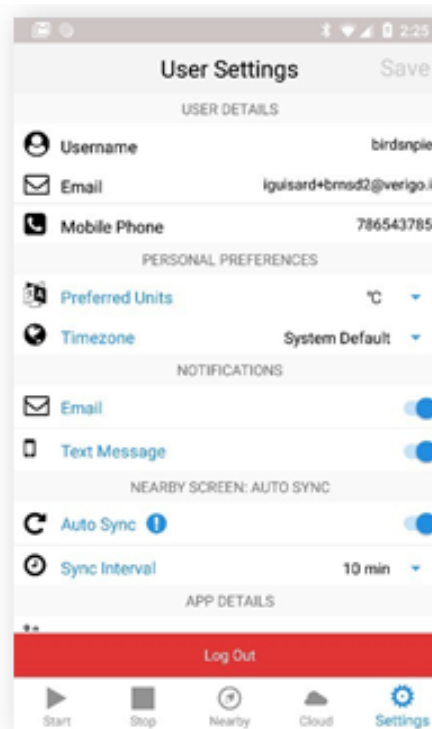 2:25
User Settings Save
USER DETAILS
Username birdsnpie
Email iguisard+brnsd2@verigo.i
Mobile Phone 786543785
PERSONAL PREFERENCES
Preferred Units °C
Timezone System Default
NOTIFICATIONS
Email
Text Message
NEARBY SCREEN: AUTO SYNC
Auto Sync !
Sync Interval 10 min
APP DETAILS
Log Out
Start Stop Nearby Cloud Settings